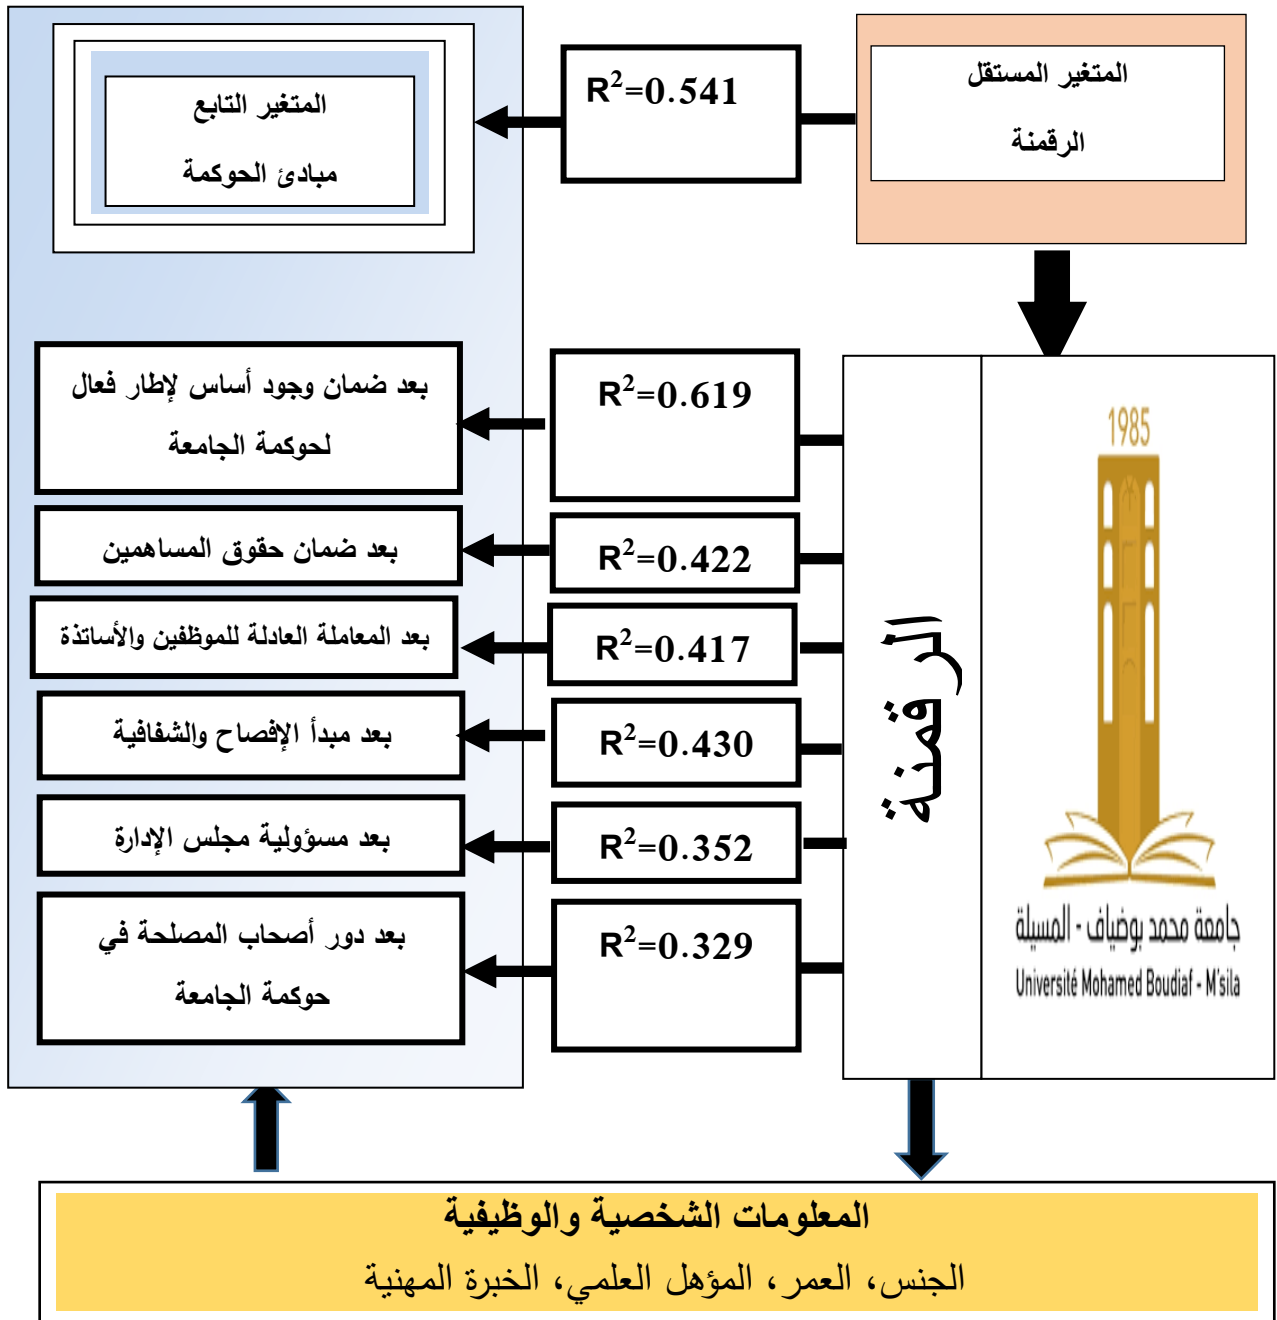 المتغير المستقل
الرقمنة
R²=0.541
المتغير التابع
مبادئ الحوكمة
الرقمنة
1985
جامعة محمد بوضياف - المسيلة
Université Mohamed Boudiaf - M'sila
R²=0.619
بعد ضمان وجود أساس لإطار فعال
لحوكمة الجامعة
R²=0.422
بعد ضمان حقوق المساهمين
R²=0.417
بعد المعاملة العادلة للموظفين والأساتذة
R²=0.430
بعد مبدأ الإفصاح والشفافية
R²=0.352
بعد مسؤولية مجلس الإدارة
R²=0.329
بعد دور أصحاب المصلحة في
حوكمة الجامعة
المعلومات الشخصية والوظيفية
الجنس، العمر، المؤهل العلمي، الخبرة المهنية